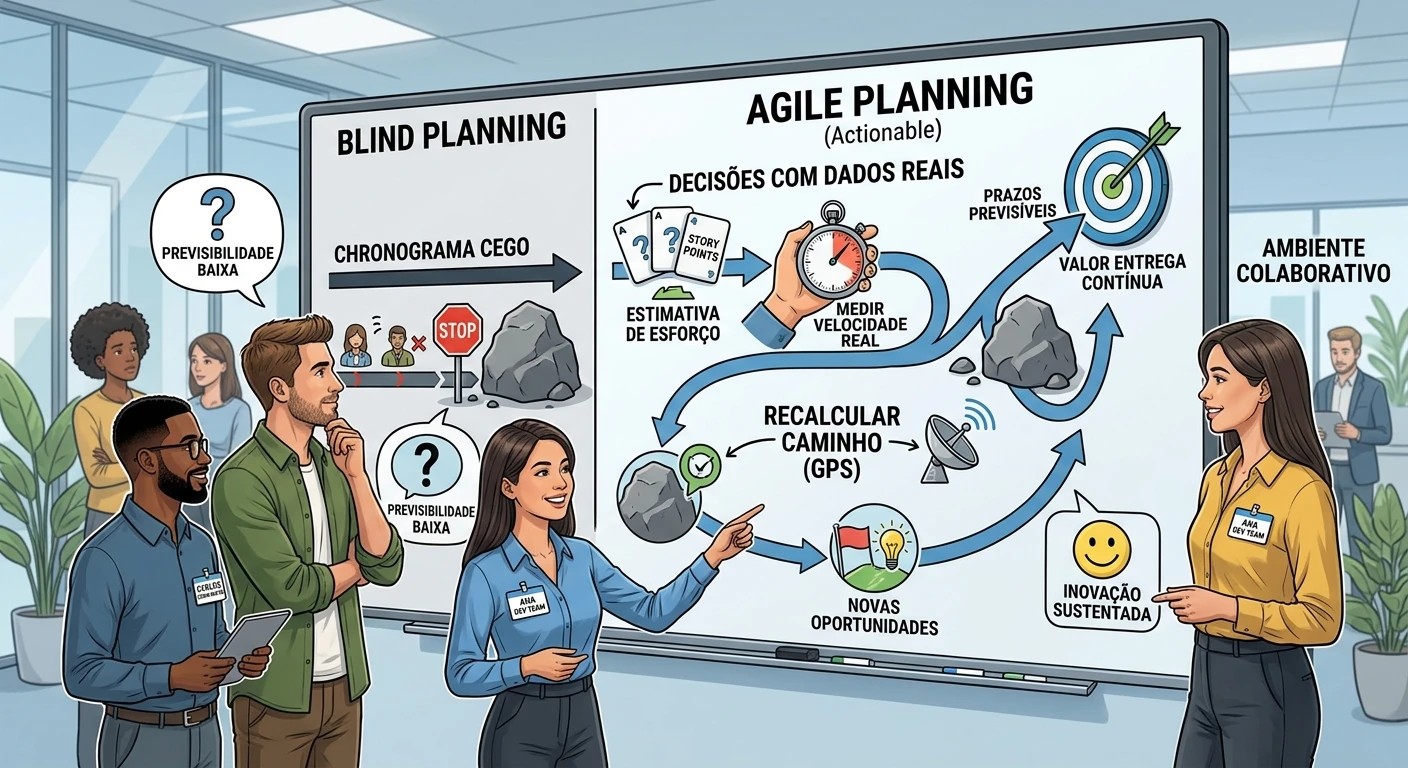 BLIND PLANNING
PREVISIBILIDADE
BAIXA
CHRONOGRAMA CEGO
STOP
?
PREVISIBILIDADE
BAIXA
AGILE PLANNING
(Actionable)
DECISÕES COM DADOS REAIS
A
?
A
?
STORY
POINTS
ESTIMATIVA
DE ESFORÇO
MEDIR
VELOCIDADE
REAL
PRAZOS
PREVISÍVEIS
VALOR ENTREGA
CONTÍNUA
RECALCULAR
CAMINHO
(GPS)
NOVAS
OPORTUNIDADES
INOVAÇÃO
SUSTENTADA
AMBIENTE
COLABORATIVO
ANA
DEV TEAM
ANA
DEV TEAM